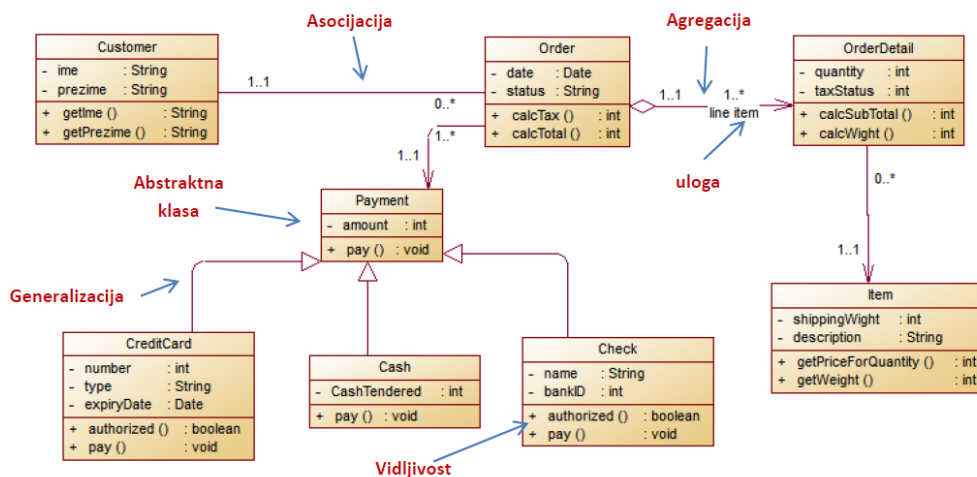 Asocijacija
Agregacija
Customer
- ime : String
- prezime : String
+ getIme () : String
+ getPrezime () : String
1..1
0..*
Order
- date : Date
- status : String
+ calcTax () : int
+ calcTotal () : int
1..1
1..*
line item
OrderDetail
- quantity : int
- taxStatus : int
+ calcSubTotal () : int
+ calcWight () : int
1..*
1..1
uloga
0..*
1..1
Abstraktna
klasa
Payment
- amount : int
+ pay () : void
Generalizacija
Item
- shippingWight : int
- description : String
+ getPriceForQuantity () : int
+ getWeight () : int
CreditCard
- number : int
- type : String
- expiryDate : Date
+ authorized () : boolean
+ pay () : void
Cash
- CashTendered : int
+ pay () : void
Check
- name : String
- bankID : int
+ authorized () : boolean
+ pay () : void
Vidljivost